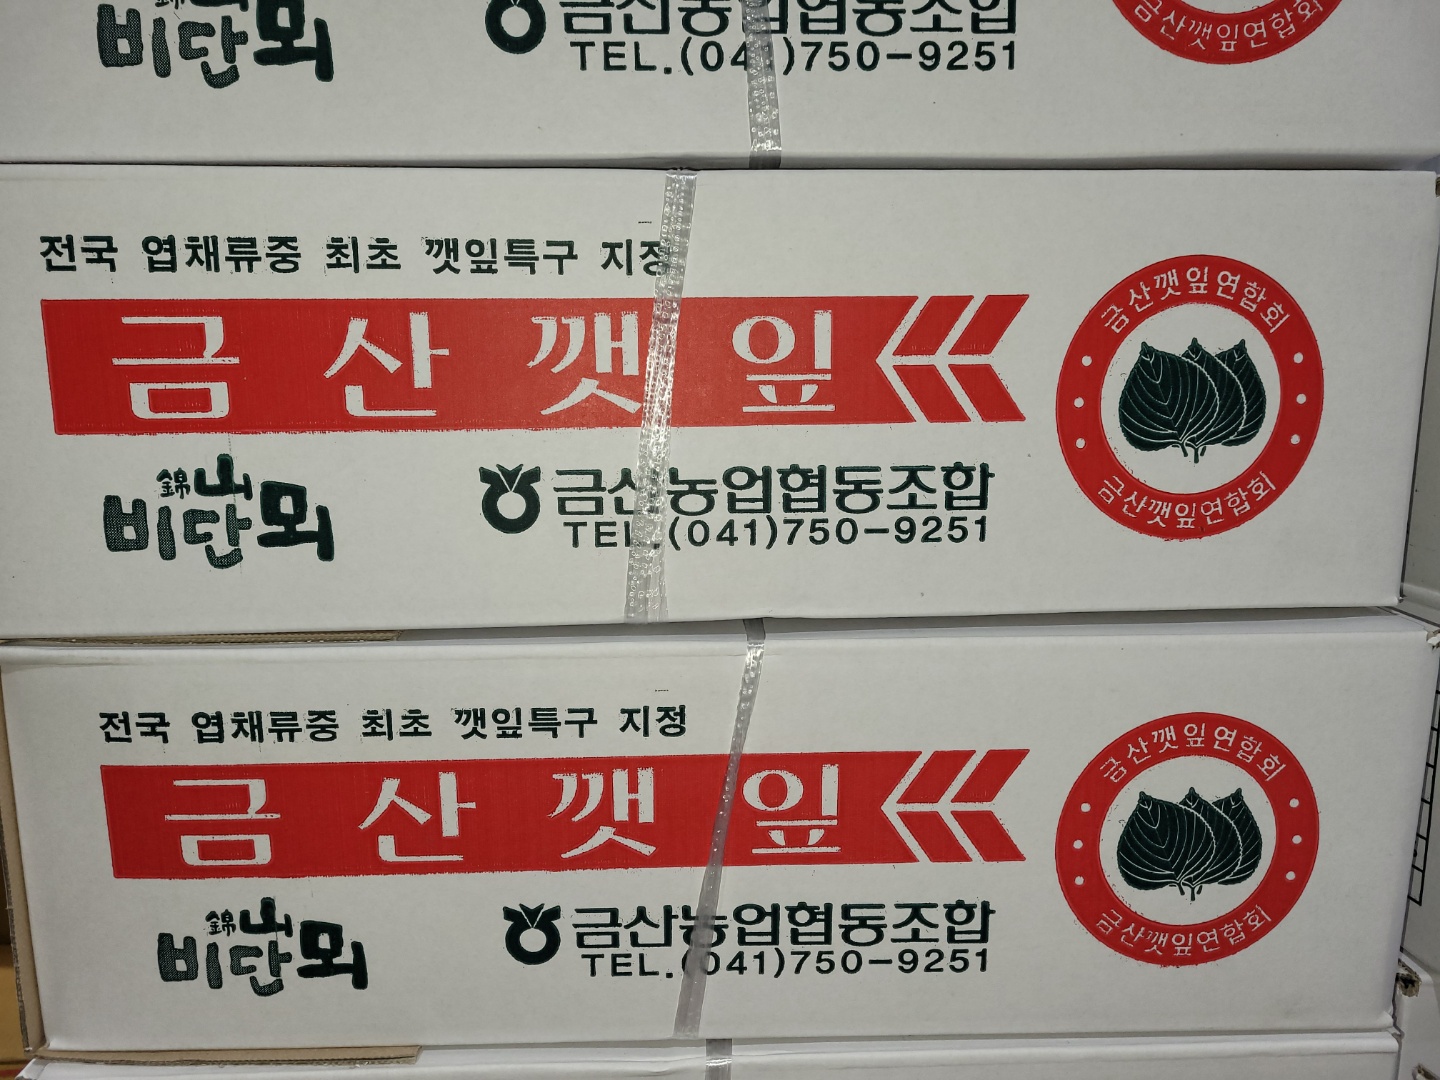 錦山
비단뫼
금산농업협동조합
TEL.(041)750-9251
금산깻잎연합회
전국 엽채류중 최초 깻잎특구 지정
금산깻잎
錦山
비단뫼
금산농업협동조합
TEL.(041)750-9251
금산깻잎연합회
금산깻잎연합회
전국 엽채류중 최초 깻잎특구 지정
금산깻잎
錦山
비단뫼
금산농업협동조합
TEL.(041)750-9251
금산깻잎연합회
금산깻잎연합회